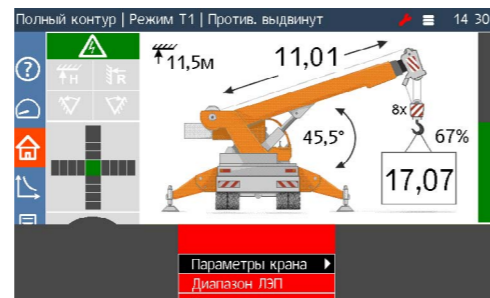 Полный контур | Режим Т1 | Против. выдвинут 14 30
?
H R
11,5м 11,01
45,5° 8x 67%
17,07
Параметры крана
Диапазон ЛЭП